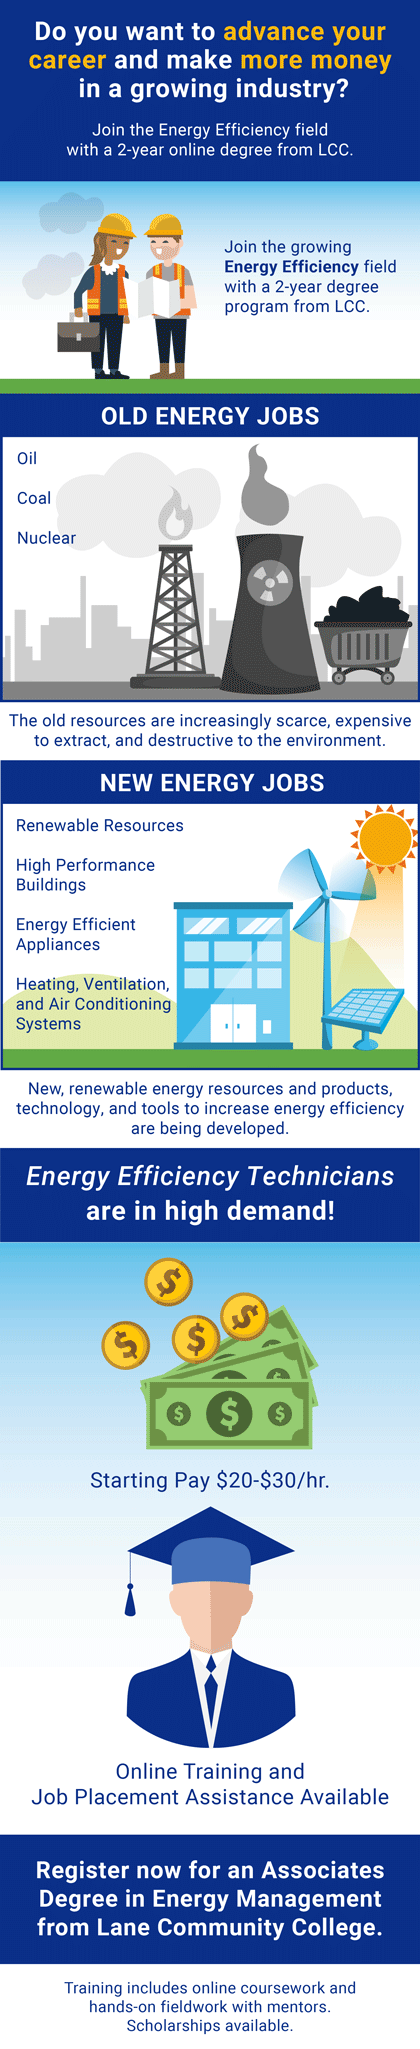 Do you want to advance your
career and make more money
in a growing industry?
Join the Energy Efficiency field
with a 2-year online degree from LCC.
Join the growing
Energy Efficiency field
with a 2-year degree
program from LCC.
OLD ENERGY JOBS
Oil
Coal
Nuclear
The old resources are increasingly scarce, expensive
to extract, and destructive to the environment.
NEW ENERGY JOBS
Renewable Resources
High Performance
Buildings
Energy Efficient
Appliances
Heating, Ventilation,
and Air Conditioning
Systems
New, renewable energy resources and products,
technology, and tools to increase energy efficiency
are being developed.
Energy Efficiency Technicians
are in high demand!
$
$
$
$
$
$
$
Starting Pay $20-$30/hr.
Online Training and
Job Placement Assistance Available
Register now for an Associates
Degree in Energy Management
from Lane Community College.
Training includes online coursework and
hands-on fieldwork with mentors.
Scholarships available.